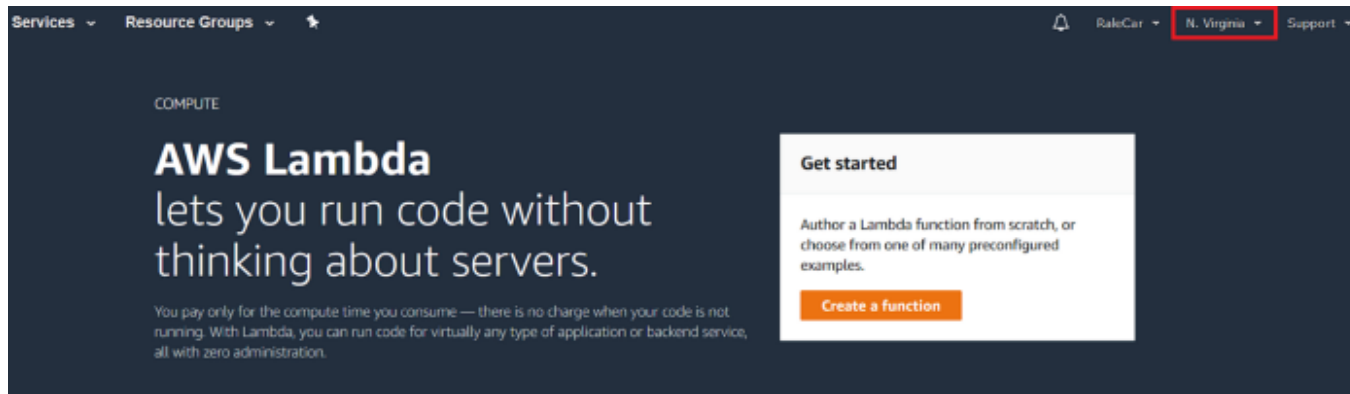 Services Resource Groups RaleCar N. Virginia Support
COMPUTE
AWS Lambda
lets you run code without
thinking about servers.
You pay only for the compute time you consume — there is no charge when your code is not
running. With Lambda, you can run code for virtually any type of application or backend service,
all with zero administration.
Get started
Author a Lambda function from scratch, or
choose from one of many preconfigured
examples.
Create a function